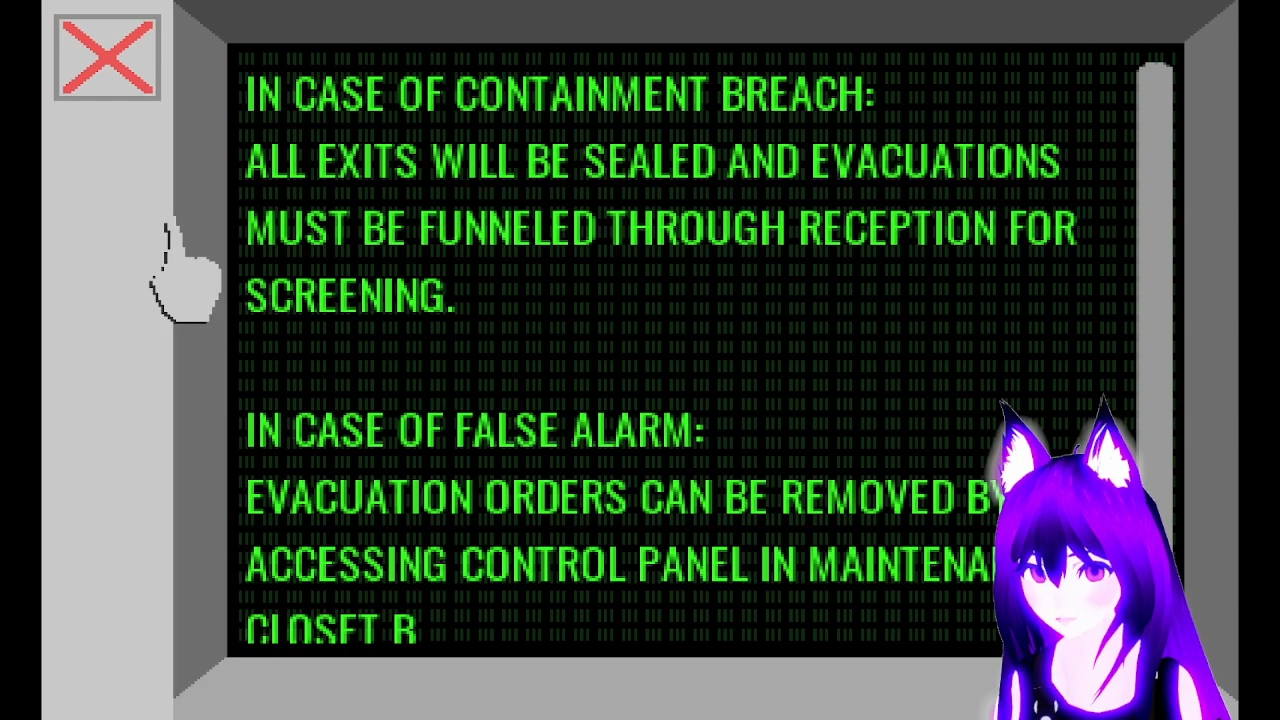 IN CASE OF CONTAINMENT BREACH:
ALL EXITS WILL BE SEALED AND EVACUATIONS
MUST BE FUNNELED THROUGH RECEPTION FOR
SCREENING.
IN CASE OF FALSE ALARM:
EVACUATION ORDERS CAN BE REMOVED BY
ACCESSING CONTROL PANEL IN
CLOSET B